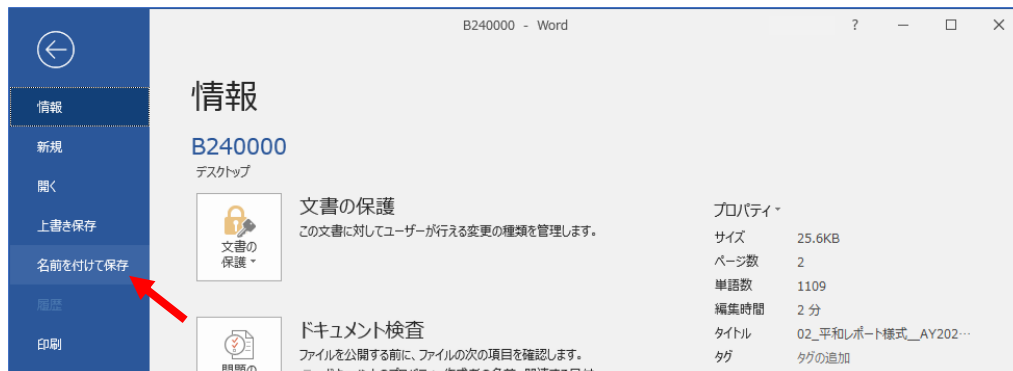 B240000 - Word
?
情報
新規
開く
上書き保存
名前を付けて保存
履歴
印刷
情報
B240000
デスクトップ
文書の
保護
文書の保護
この文書に対してユーザーが行える変更の種類を管理します。
問題の
ドキュメント検査
ファイルを公開する前に、ファイルの次の項目を確認します。
プロパティ
サイズ 25.6KB
ページ数 2
単語数 1109
編集時間 2 分
タイトル 02_平和レポート様式__AY202…
タグ タグの追加